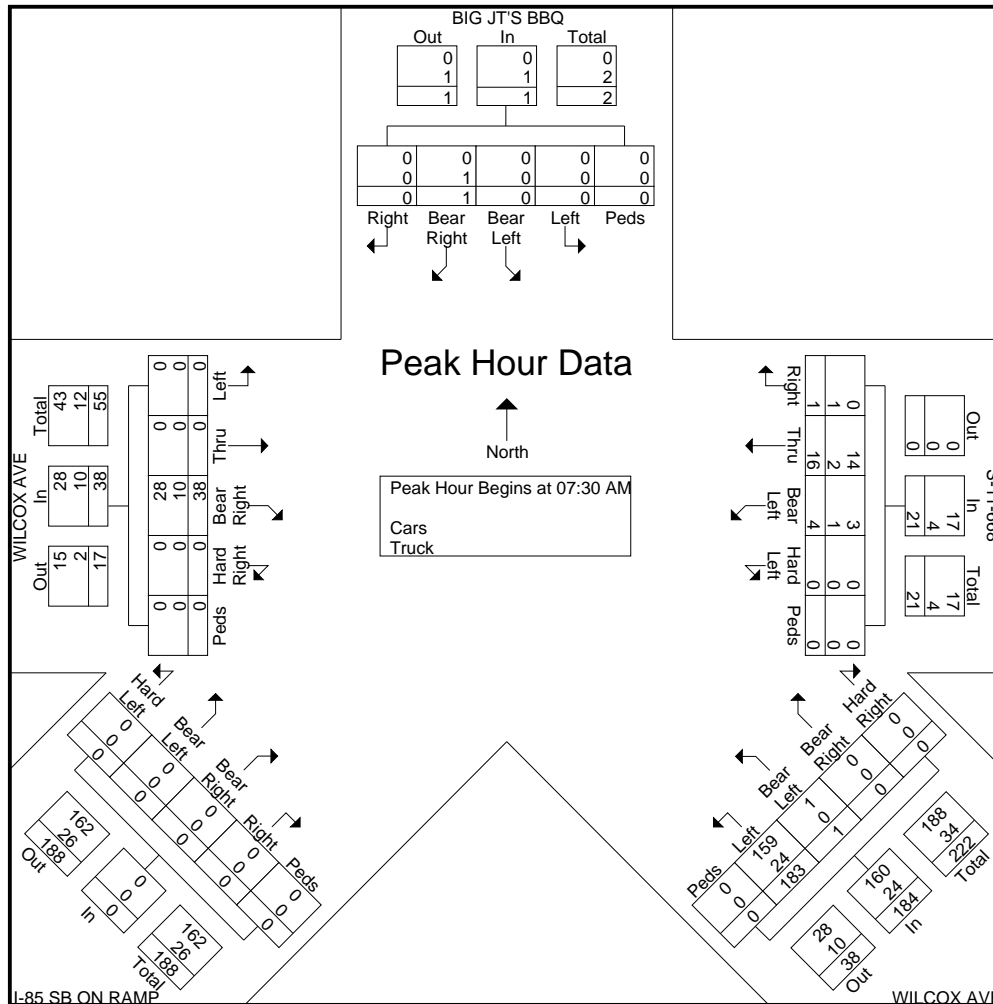 BIG JT'S BBQ
Out In Total
0 0 0
1 1 2
1 1 2
0 0 0 0 0
0 1 0 0 0
0 1 0 0 0
Right Bear Right Bear Left Left Peds
Peak Hour Data
North
Peak Hour Begins at 07:30 AM
Cars
Truck
WILCOX AVE
Total In Out
43 28 15
12 10 2
55 38 17
0 0 28 0 0
0 0 10 0 0
0 0 38 0 0
Left Thru Bear Right Hard Right Peds
Out In Total
0 17 17
0 4 4
0 21 21
0 14 3 0 0
1 2 1 0 0
1 16 4 0 0
Right Thru Bear Left Hard Left Peds
Hard Left Bear Left Bear Right Right Peds
0 0 0 0 0
0 0 0 0 0
0 0 0 0 0
162 0 162
26 0 26
188 0 188
Out In Total
I-85 SB ON RAMP
Peds Left Bear Left Bear Right Hard Right
0 159 1 0 0
0 24 0 0 0
0 183 1 0 0
28 160 188
10 24 34
38 184 222
Out In Total
WILCOX AVE